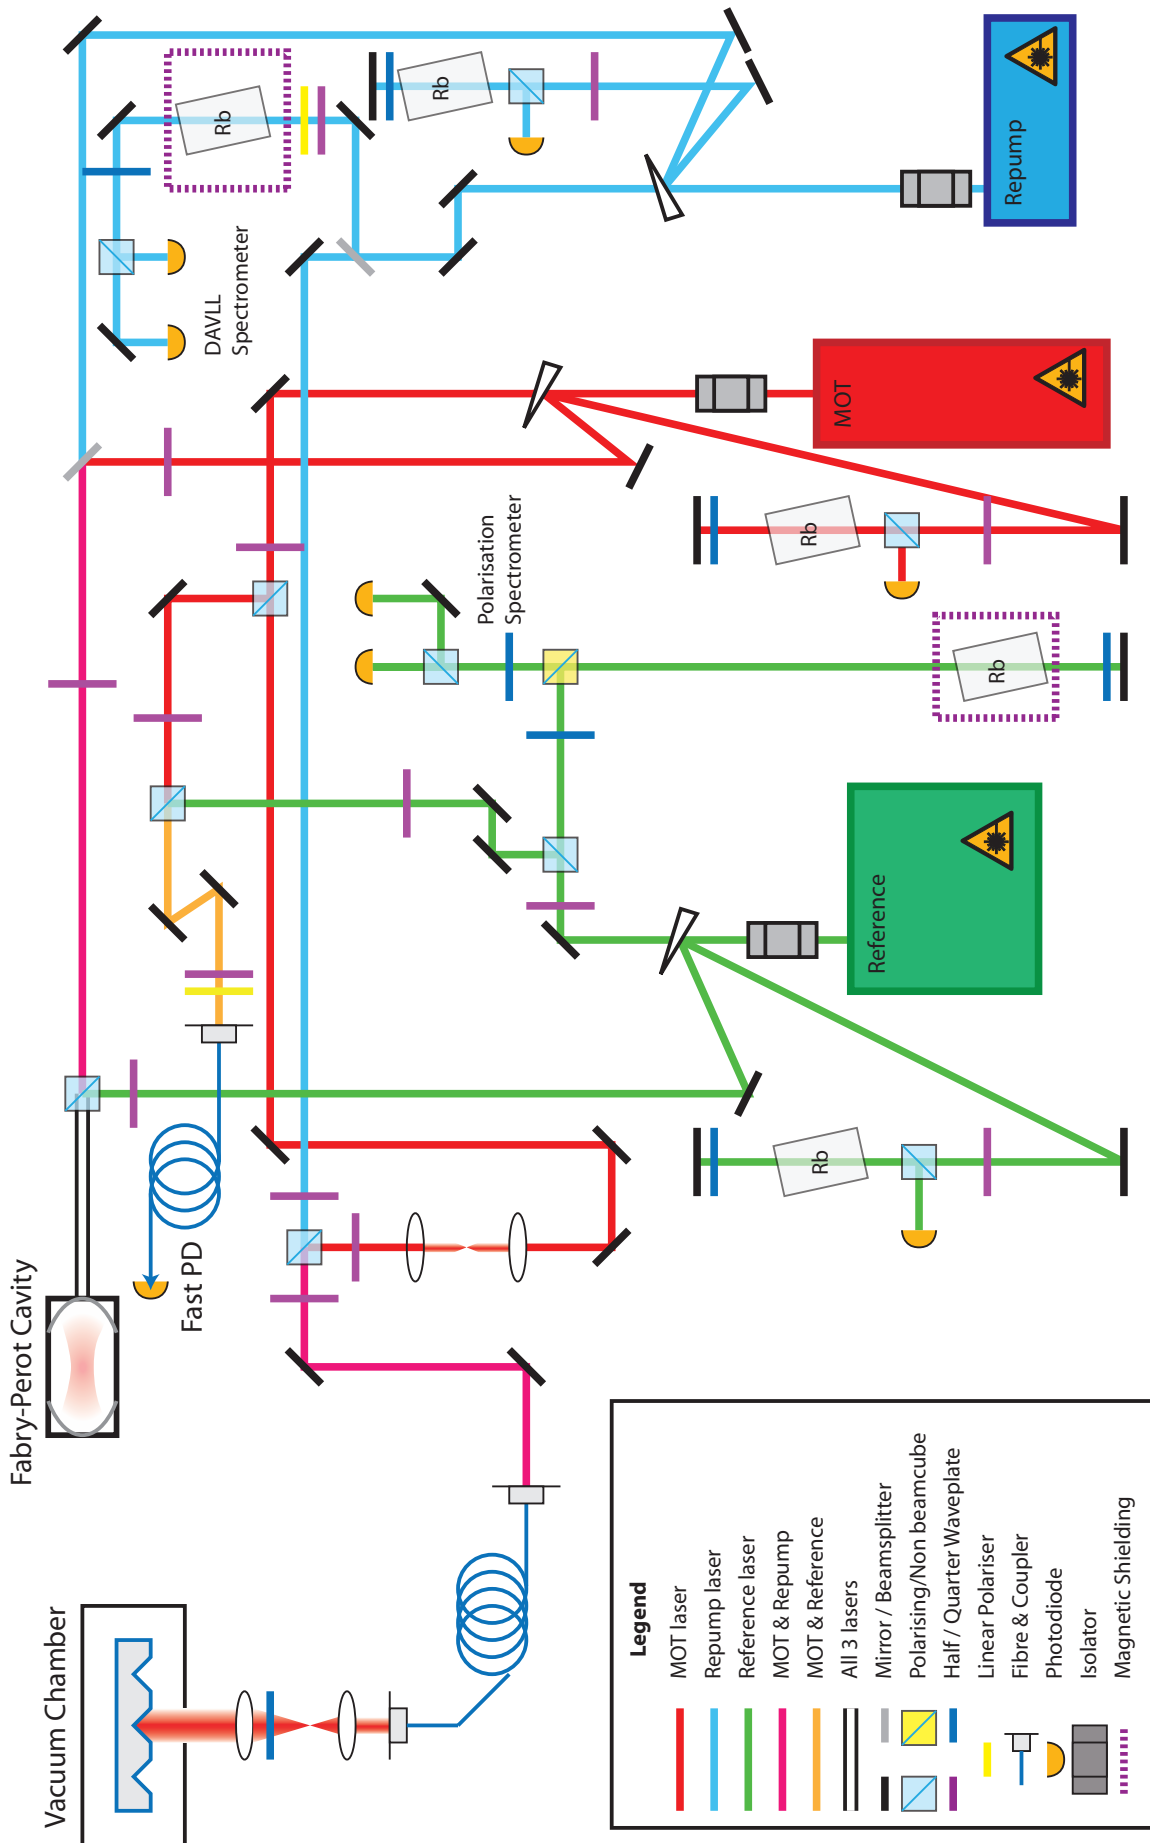 Vacuum Chamber
Fabry-Perot Cavity
Fast PD
DAVLL
Spectrometer
Rb
Rb
Polarisation
Spectrometer
Rb
Rb
Rb
Reference
MOT
Repump
Legend
MOT laser
Repump laser
Reference laser
MOT & Repump
MOT & Reference
All 3 lasers
Mirror / Beamsplitter
Polarising/Non beamcube
Half / Quarter Waveplate
Linear Polariser
Fibre & Coupler
Photodiode
Isolator
Magnetic Shielding